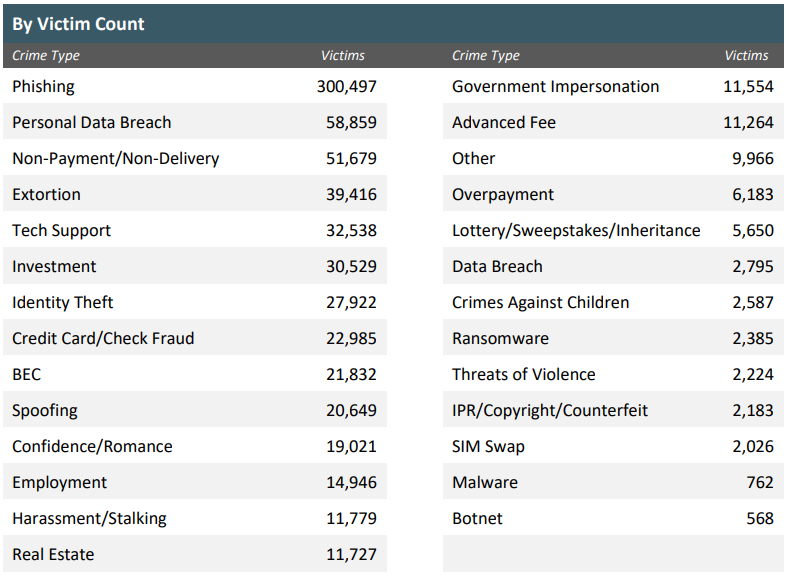 By Victim Count
Crime Type Victims Crime Type Victims
Phishing 300,497 Government Impersonation 11,554
Personal Data Breach 58,859 Advanced Fee 11,264
Non-Payment/Non-Delivery 51,679 Other 9,966
Extortion 39,416 Overpayment 6,183
Tech Support 32,538 Lottery/Sweepstakes/Inheritance 5,650
Investment 30,529 Data Breach 2,795
Identity Theft 27,922 Crimes Against Children 2,587
Credit Card/Check Fraud 22,985 Ransomware 2,385
BEC 21,832 Threats of Violence 2,224
Spoofing 20,649 IPR/Copyright/Counterfeit 2,183
Confidence/Romance 19,021 SIM Swap 2,026
Employment 14,946 Malware 762
Harassment/Stalking 11,779 Botnet 568
Real Estate 11,727